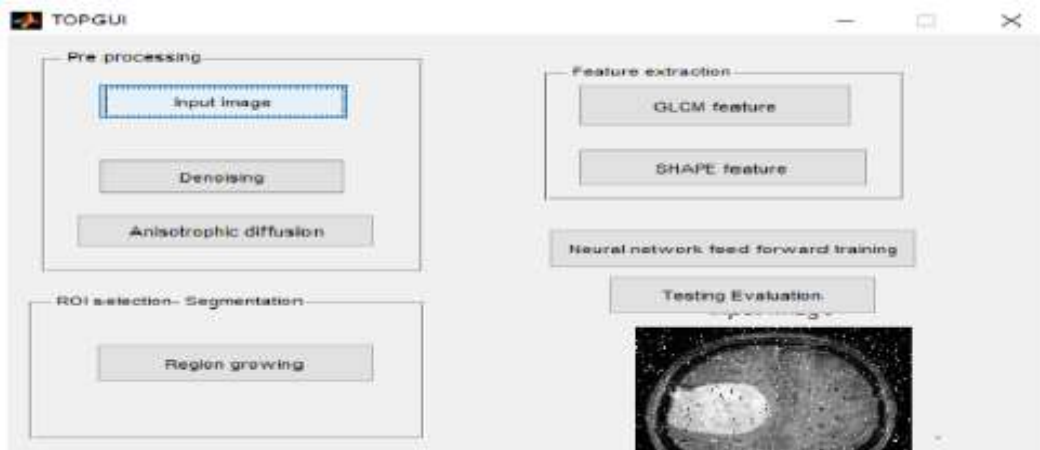 TOPGUI
Pre processing
Input image
Denoising
Anisotrophic diffusion
ROI selection- Segmentation
Region growing
Feature extraction
GLCM feature
SHAPE feature
Neural network feed forward training
Testing Evaluation